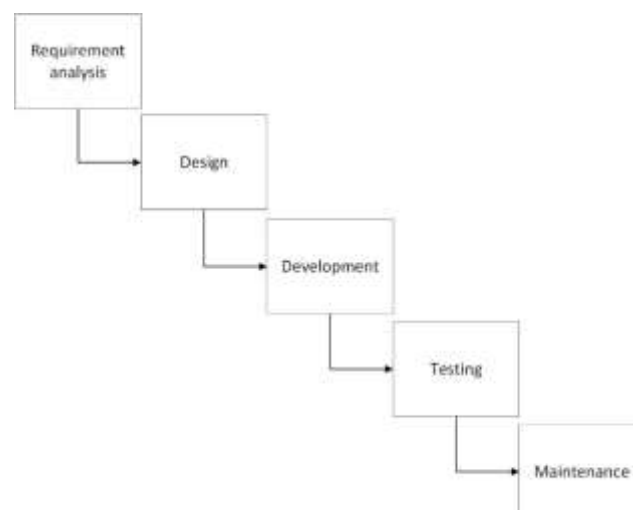 Requirement
analysis
Design
Development
Testing
Maintenance